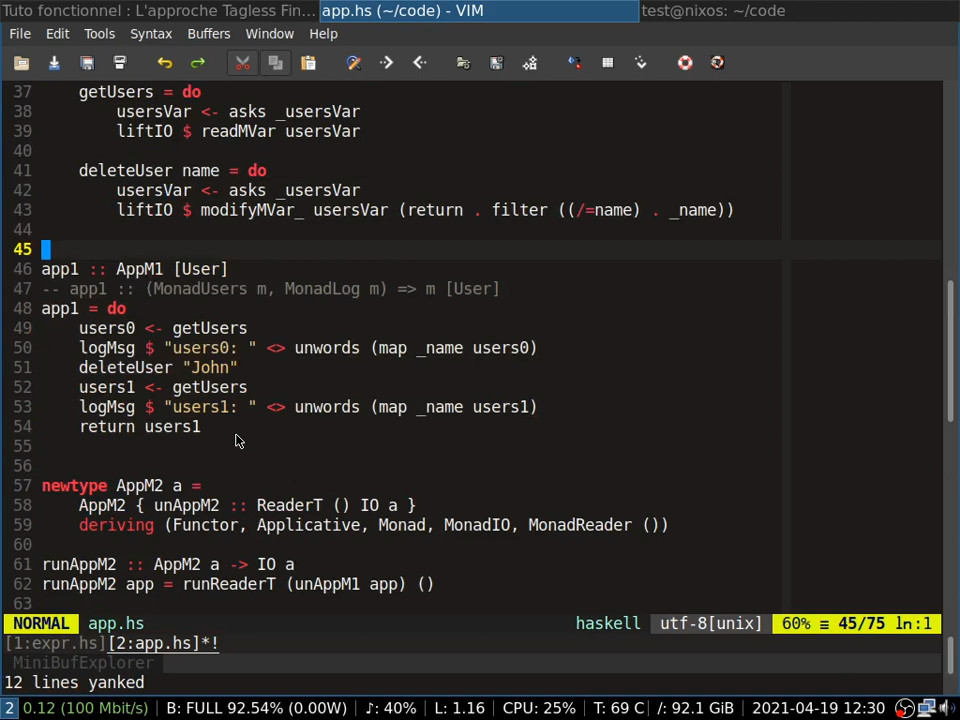 Tuto fonctionnel : L'approche Tagless Fin... app.hs (~/code) - VIM test@nixos: ~/code
File Edit Tools Syntax Buffers Window Help
37     getUsers = do
38         usersVar <- asks _usersVar
39         liftIO $ readMVar usersVar
40
41     deleteUser name = do
42         usersVar <- asks _usersVar
43         liftIO $ modifyMVar_ usersVar (return . filter ((/=name) . _name))
44
45
46 app1 :: AppM1 [User]
47 -- app1 :: (MonadUsers m, MonadLog m) => m [User]
48 app1 = do
49     users0 <- getUsers
50     logMsg $ "users0: " <> unwords (map _name users0)
51     deleteUser "John"
52     users1 <- getUsers
53     logMsg $ "users1: " <> unwords (map _name users1)
54     return users1
55
56
57 newtype AppM2 a =
58     AppM2 { unAppM2 :: ReaderT () IO a }
59     deriving (Functor, Applicative, Monad, MonadIO, MonadReader ())
60
61 runAppM2 :: AppM2 a -> IO a
62 runAppM2 app = runReaderT (unAppM1 app) ()
63
NORMAL app.hs haskell utf-8[unix] 60% ≡ 45/75 ln:1
[1:expr.hs][2:app.hs]*!
MiniBufExplorer
12 lines yanked
2 0.12 (100 Mbit/s) B: FULL 92.54% (0.00W) ♪: 40% L: 1.16 CPU: 25% T: 69 C /: 92.1 GiB 2021-04-19 12:30